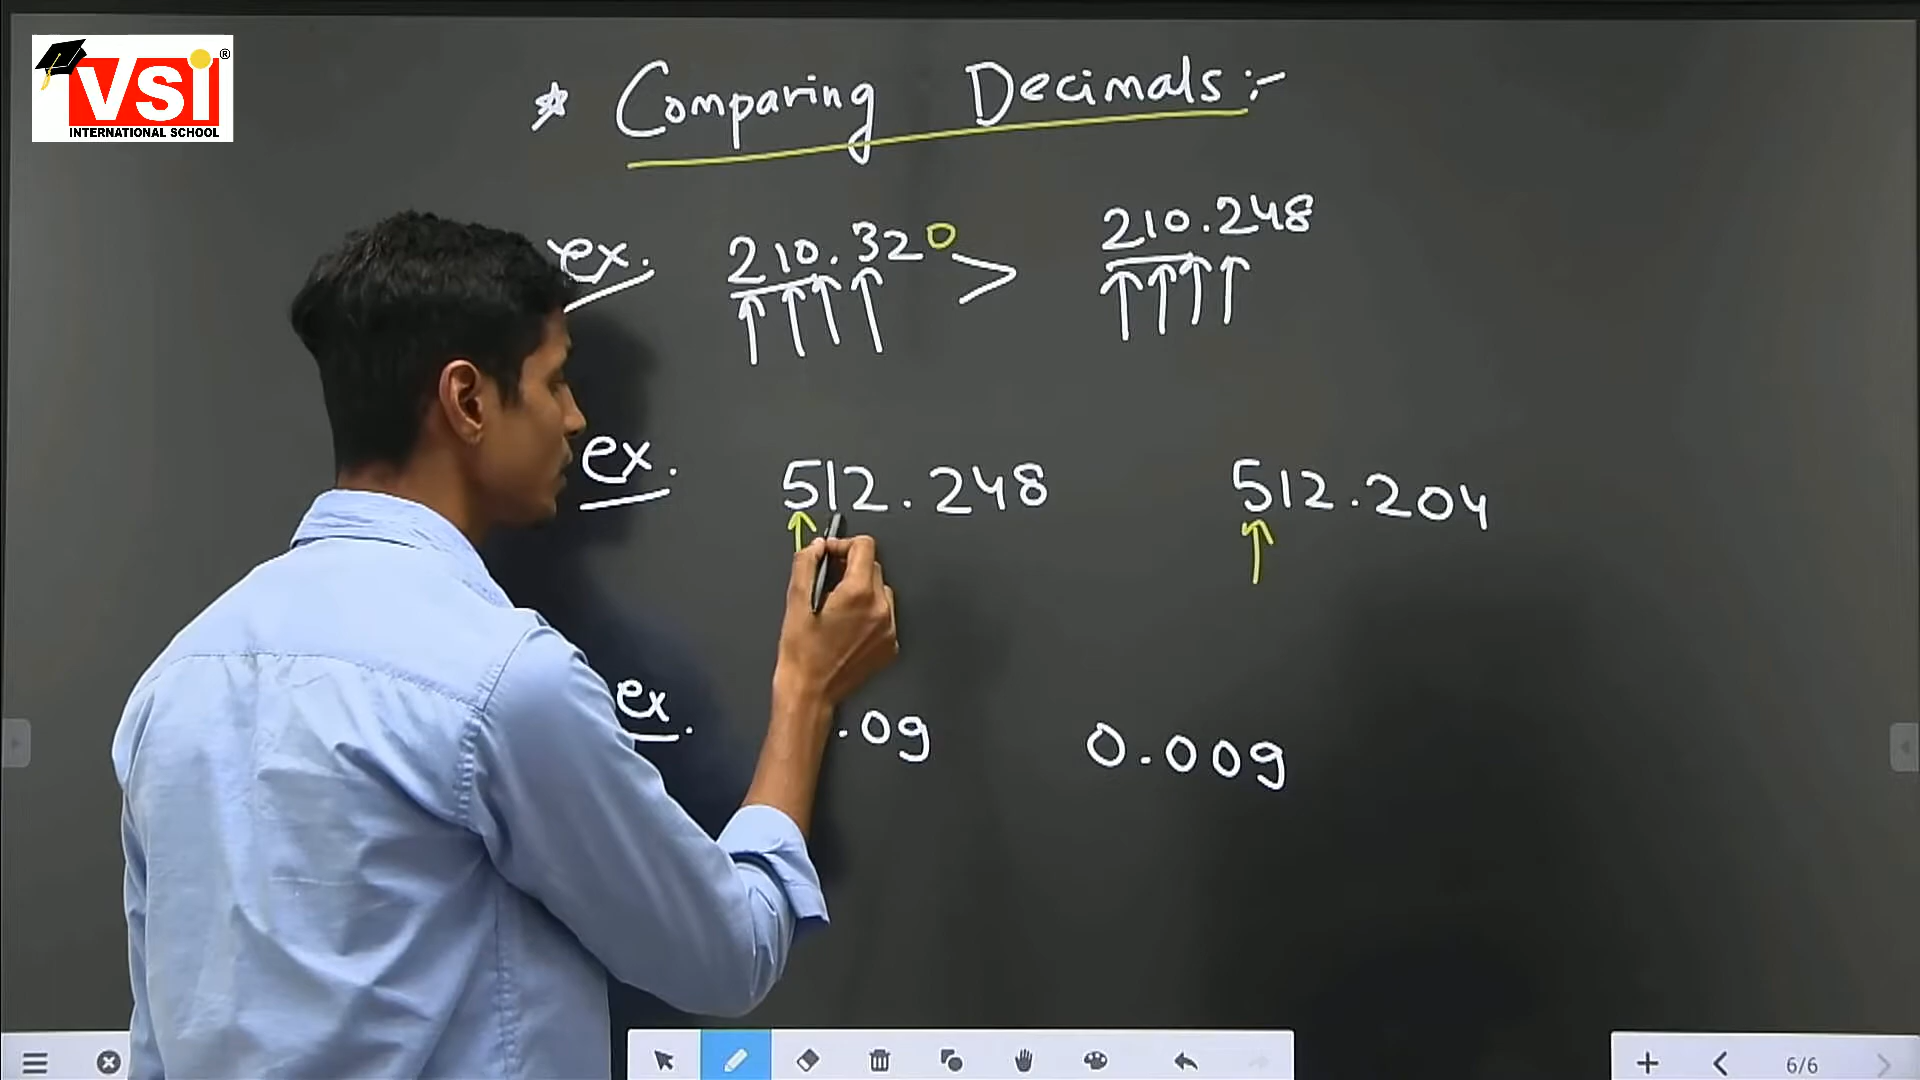 vsi ®
INTERNATIONAL SCHOOL
* Comparing Decimals:-
ex. 210.320 > 210.248
ex. 512.248 512.204
ex. .09 0.009
6/6